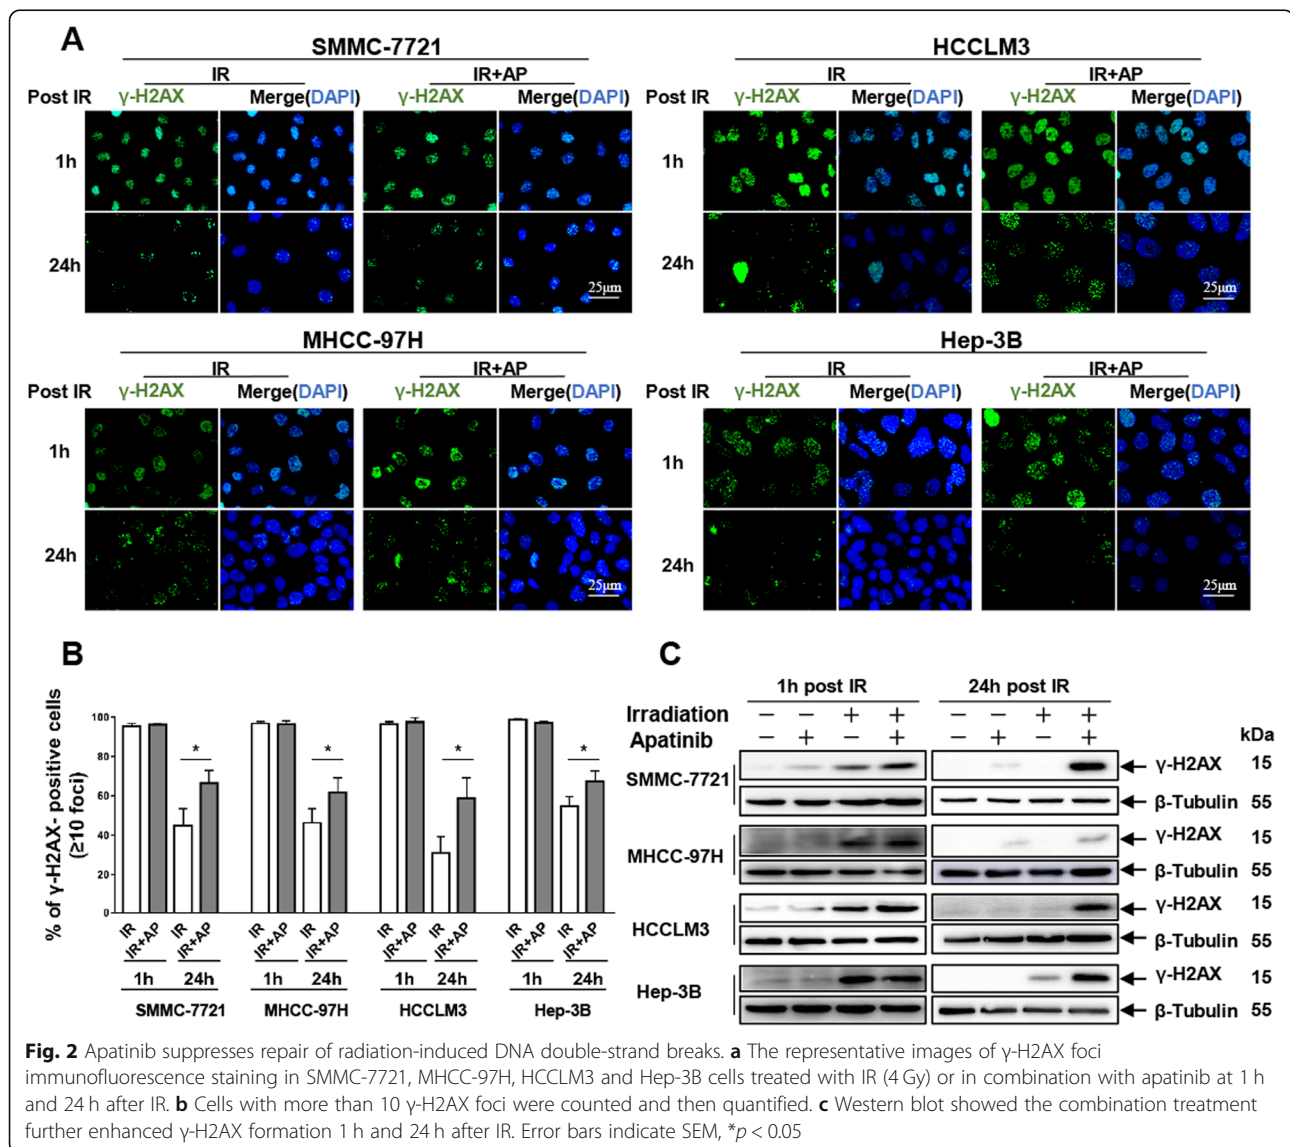 A
SMMC-7721
IR IR+AP
Post IR γ-H2AX Merge(DAPI) γ-H2AX Merge(DAPI)
1h
24h
25μm
HCCLM3
IR IR+AP
Post IR γ-H2AX Merge(DAPI) γ-H2AX Merge(DAPI)
1h
24h
25μm
MHCC-97H
IR IR+AP
Post IR γ-H2AX Merge(DAPI) γ-H2AX Merge(DAPI)
1h
24h
25μm
Hep-3B
IR IR+AP
Post IR γ-H2AX Merge(DAPI) γ-H2AX Merge(DAPI)
1h
24h
25μm
B
% of γ-H2AX- positive cells
(≥10 foci)
100
80
60
40
20
0
* * * *
IR IR+AP IR IR+AP IR IR+AP IR IR+AP IR IR+AP IR IR+AP IR IR+AP IR IR+AP
1h 24h 1h 24h 1h 24h 1h 24h
SMMC-7721 MHCC-97H HCCLM3 Hep-3B
C
1h post IR 24h post IR
Irradiation − − + + − − + +
Apatinib − + − + − + − + kDa
SMMC-7721
γ-H2AX 15
β-Tubulin 55
MHCC-97H
γ-H2AX 15
β-Tubulin 55
HCCLM3
γ-H2AX 15
β-Tubulin 55
Hep-3B
γ-H2AX 15
β-Tubulin 55
Fig. 2 Apatinib suppresses repair of radiation-induced DNA double-strand breaks. a The representative images of γ-H2AX foci
immunofluorescence staining in SMMC-7721, MHCC-97H, HCCLM3 and Hep-3B cells treated with IR (4 Gy) or in combination with apatinib at 1 h
and 24 h after IR. b Cells with more than 10 γ-H2AX foci were counted and then quantified. c Western blot showed the combination treatment
further enhanced γ-H2AX formation 1 h and 24 h after IR. Error bars indicate SEM, *p < 0.05